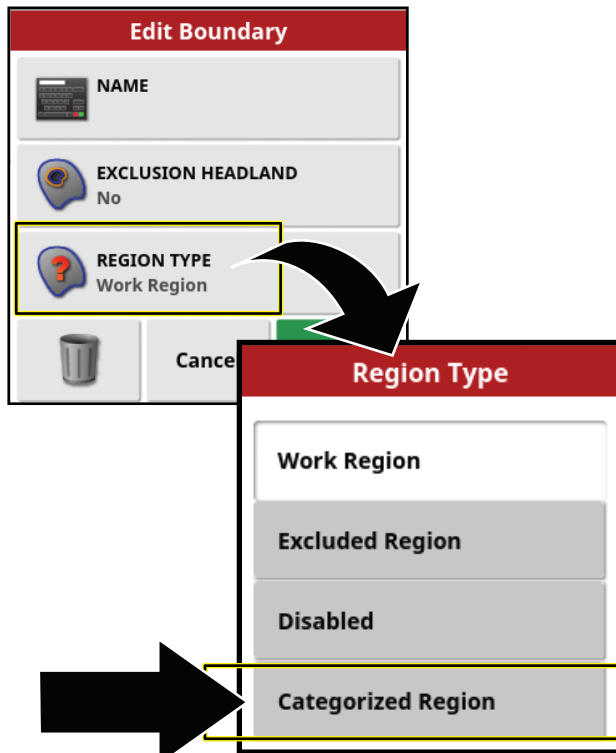 Edit Boundary
NAME
EXCLUSION HEADLAND
No
REGION TYPE
Work Region
Cance
Region Type
Work Region
Excluded Region
Disabled
Categorized Region